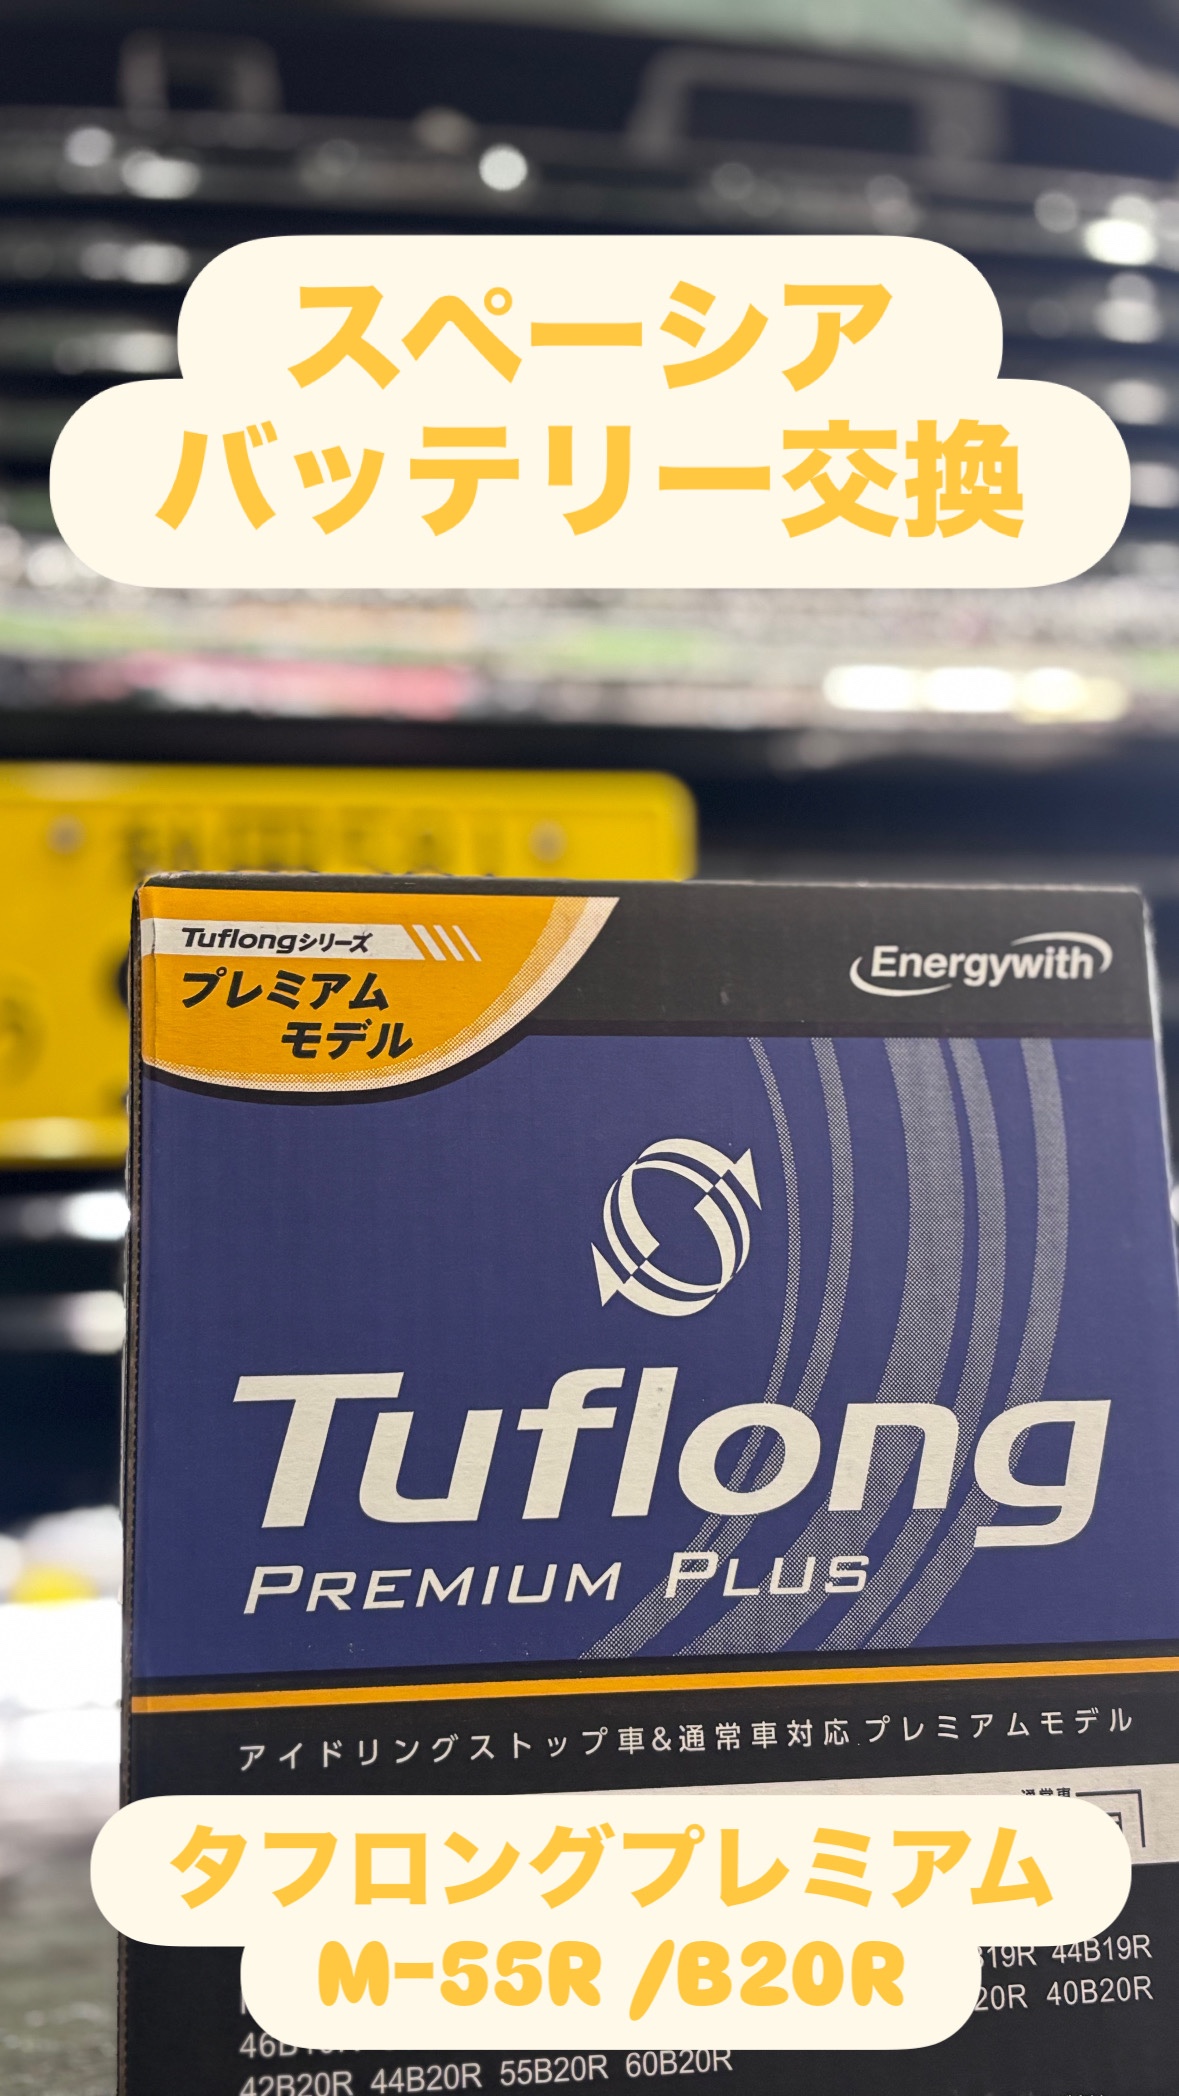 スペーシア
バッテリー交換
Tuflongシリーズ
プレミアム
モデル
Energywith
Tuflong
PREMIUM PLUS
アイドリングストップ車&通常車対応 プレミアムモデル
通常車
タフロングプレミアム
M-55R /B20R
44B19R
40B20R
42B20R 44B20R 55B20R 60B20R